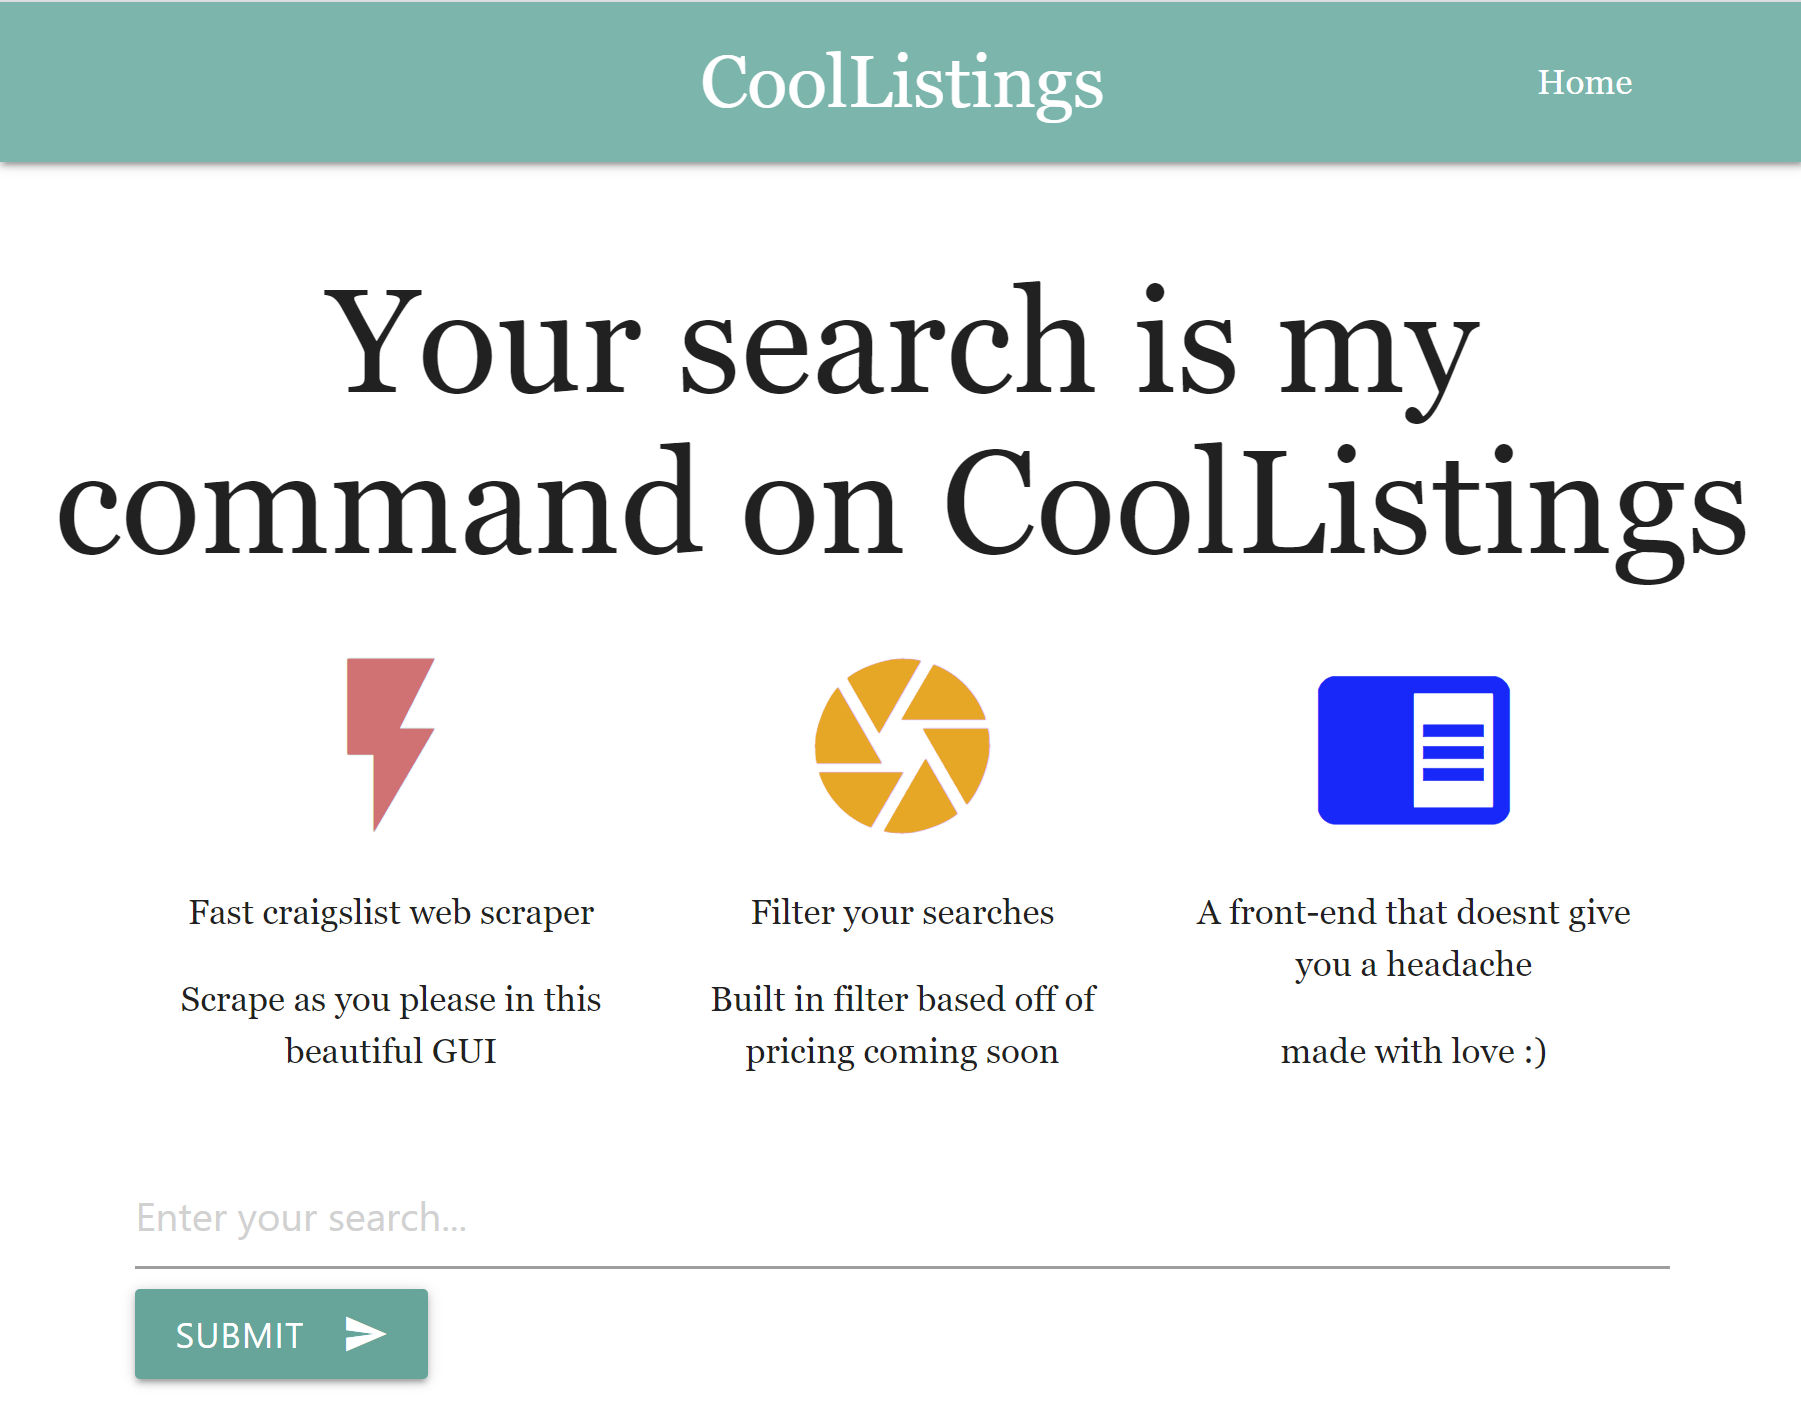 CoolListings
Home
Your search is my
command on CoolListings
Fast craigslist web scraper
Scrape as you please in this
beautiful GUI
Filter your searches
Built in filter based off of
pricing coming soon
A front-end that doesnt give
you a headache
made with love :)
Enter your search...
SUBMIT